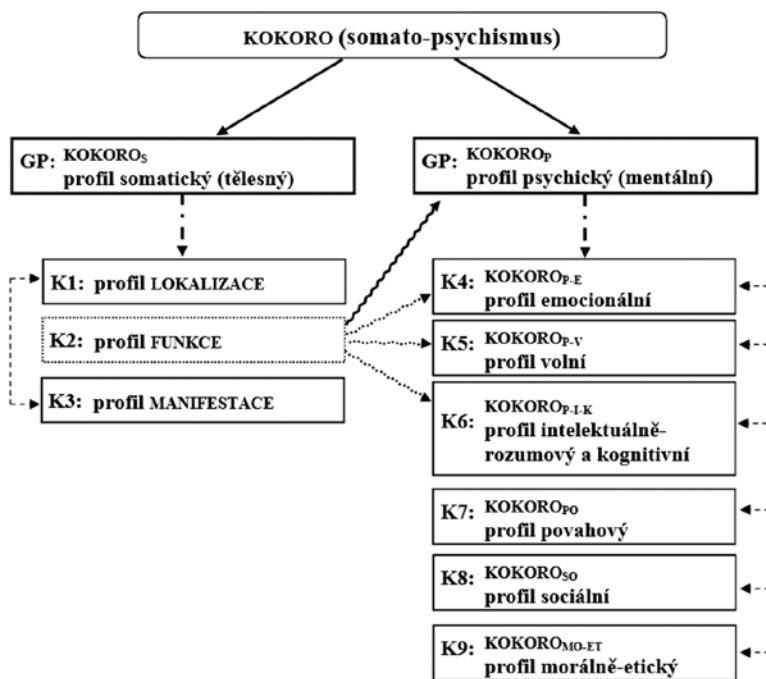 KOKORO (somato-psychismus)
GP: KOKOROS
profil somatický (tělesný)
GP: KOKOROP
profil psychický (mentální)
K1: profil LOKALIZACE
K2: profil FUNKCE
K3: profil MANIFESTACE
K4: KOKOROP-E
profil emocionální
K5: KOKOROP-V
profil volní
K6: KOKOROP-I-K
profil intelektuálně-
rozumový a kognitivní
K7: KOKOROPO
profil povahový
K8: KOKOROSO
profil sociální
K9: KOKOROMO-ET
profil morálně-etický